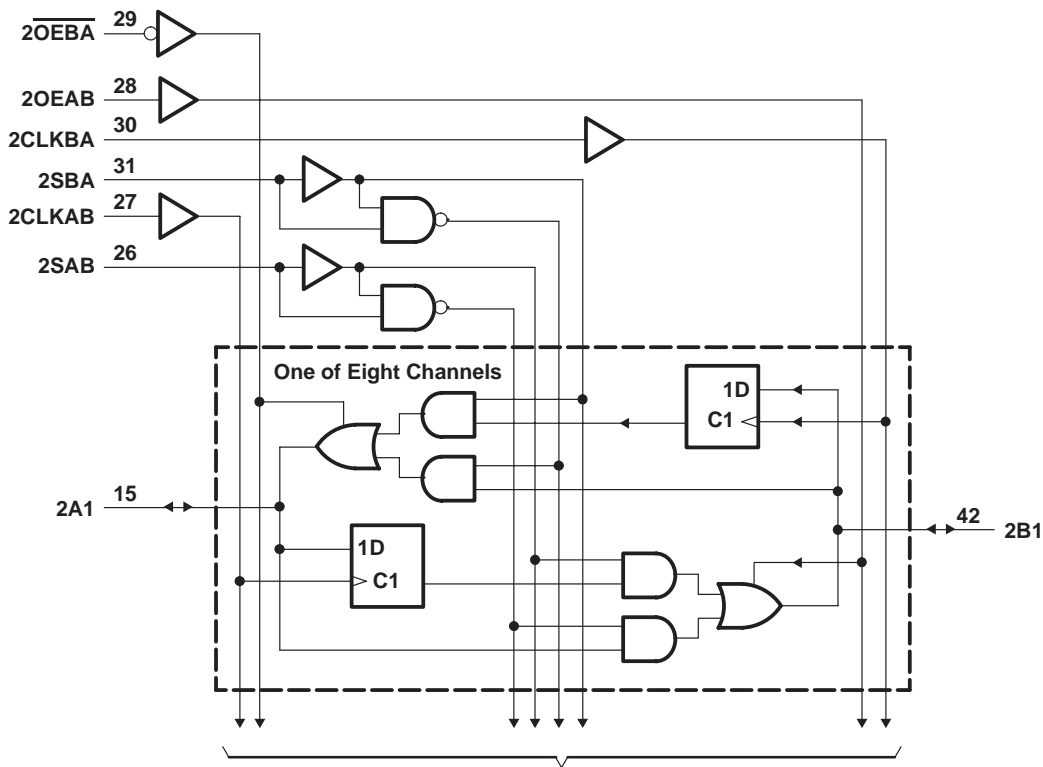 2OEBA 29
2OEAB 28
2CLKBA 30
2SBA 31
2CLKAB 27
2SAB 26
One of Eight Channels
1D
C1
2A1 15
42 2B1
1D
C1